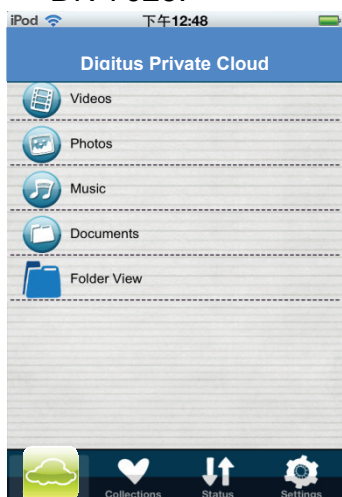 iPod 下午12:48
Digitus Private Cloud
Videos
Photos
Music
Documents
Folder View
Collections Status Settings